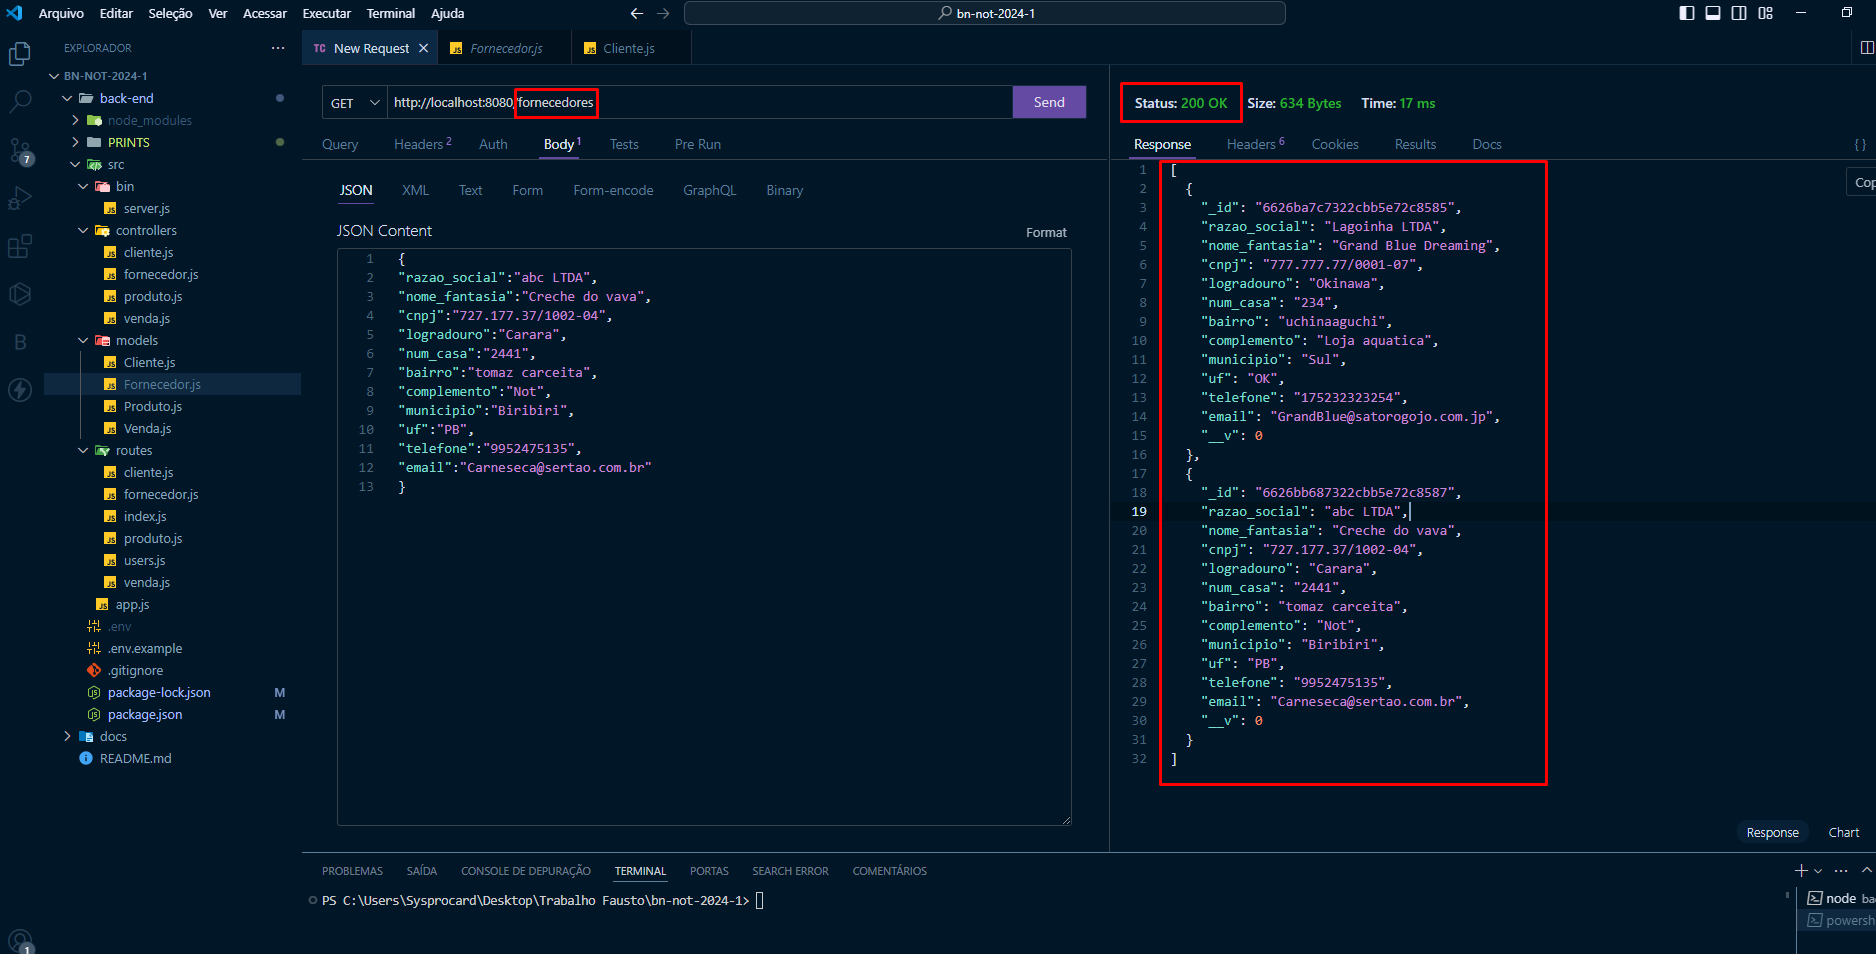 Arquivo Editar Seleção Ver Acessar Executar Terminal Ajuda
bn-not-2024-1
EXPLORADOR
BN-NOT-2024-1
back-end
node_modules
PRINTS
src
bin
server.js
controllers
cliente.js
fornecedor.js
produto.js
venda.js
models
Cliente.js
Fornecedor.js
Produto.js
Venda.js
routes
cliente.js
fornecedor.js
index.js
produto.js
users.js
venda.js
app.js
.env
.env.example
.gitignore
package-lock.json M
package.json M
docs
README.md
7
B
1
TC New Request
JS Fornecedor.js
JS Cliente.js
GET http://localhost:8080/fornecedores Send
Query Headers 2 Auth Body 1 Tests Pre Run
JSON XML Text Form Form-encode GraphQL Binary
JSON Content Format
1 {
2 "razao_social":"abc LTDA",
3 "nome_fantasia":"Creche do vava",
4 "cnpj":"727.177.37/1002-04",
5 "logradouro":"Carara",
6 "num_casa":"2441",
7 "bairro":"tomaz carceita",
8 "complemento":"Not",
9 "municipio":"Biribiri",
10 "uf":"PB",
11 "telefone":"9952475135",
12 "email":"Carneseca@sertao.com.br"
13 }
Status: 200 OK Size: 634 Bytes Time: 17 ms
Response Headers 6 Cookies Results Docs { }
Cop
1 [
2 {
3 "_id": "6626ba7c7322cbb5e72c8585",
4 "razao_social": "Lagoinha LTDA",
5 "nome_fantasia": "Grand Blue Dreaming",
6 "cnpj": "777.777.77/0001-07",
7 "logradouro": "Okinawa",
8 "num_casa": "234",
9 "bairro": "uchinaaguchi",
10 "complemento": "Loja aquatica",
11 "municipio": "Sul",
12 "uf": "OK",
13 "telefone": "175232323254",
14 "email": "GrandBlue@satorogojo.com.jp",
15 "__v": 0
16 },
17 {
18 "_id": "6626bb687322cbb5e72c8587",
19 "razao_social": "abc LTDA",
20 "nome_fantasia": "Creche do vava",
21 "cnpj": "727.177.37/1002-04",
22 "logradouro": "Carara",
23 "num_casa": "2441",
24 "bairro": "tomaz carceita",
25 "complemento": "Not",
26 "municipio": "Biribiri",
27 "uf": "PB",
28 "telefone": "9952475135",
29 "email": "Carneseca@sertao.com.br",
30 "__v": 0
31 }
32 ]
Response Chart
PROBLEMAS SAÍDA CONSOLE DE DEPURAÇÃO TERMINAL PORTAS SEARCH ERROR COMENTÁRIOS
PS C:\Users\Sysprocard\Desktop\Trabalho Fausto\bn-not-2024-1>
node bac
powersh